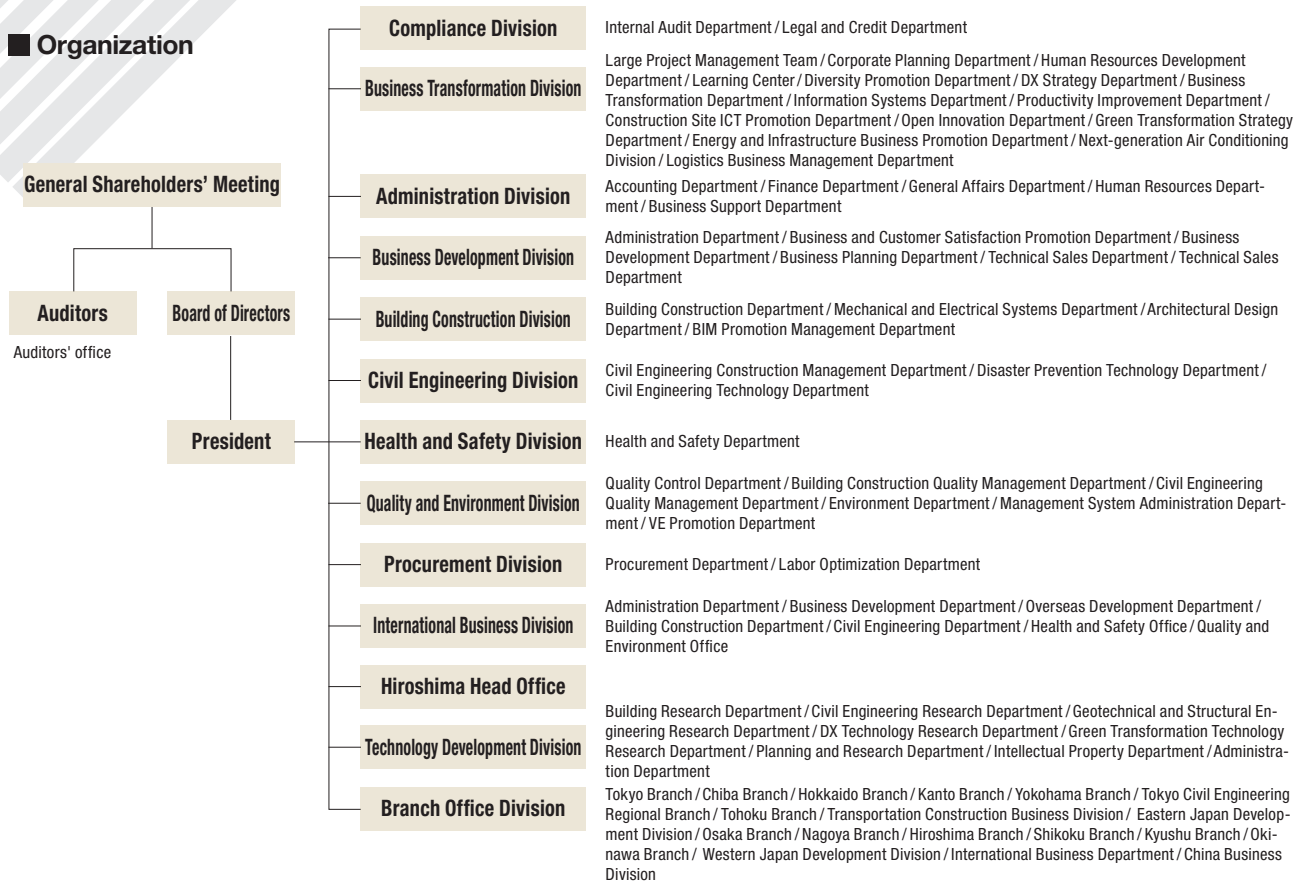 Organization
General Shareholders' Meeting
Auditors
Auditors' office
Board of Directors
President
Compliance Division
Internal Audit Department / Legal and Credit Department
Business Transformation Division
Large Project Management Team / Corporate Planning Department / Human Resources Development
Department / Learning Center / Diversity Promotion Department / DX Strategy Department / Business
Transformation Department / Information Systems Department / Productivity Improvement Department /
Construction Site ICT Promotion Department / Open Innovation Department / Green Transformation Strategy
Department / Energy and Infrastructure Business Promotion Department / Next-generation Air Conditioning
Division / Logistics Business Management Department
Administration Division
Accounting Department / Finance Department / General Affairs Department / Human Resources Depart-
ment / Business Support Department
Business Development Division
Administration Department / Business and Customer Satisfaction Promotion Department / Business
Development Department / Business Planning Department / Technical Sales Department / Technical Sales
Department
Building Construction Division
Building Construction Department / Mechanical and Electrical Systems Department / Architectural Design
Department / BIM Promotion Management Department
Civil Engineering Division
Civil Engineering Construction Management Department / Disaster Prevention Technology Department /
Civil Engineering Technology Department
Health and Safety Division
Health and Safety Department
Quality and Environment Division
Quality Control Department / Building Construction Quality Management Department / Civil Engineering
Quality Management Department / Environment Department / Management System Administration Depart-
ment / VE Promotion Department
Procurement Division
Procurement Department / Labor Optimization Department
International Business Division
Administration Department / Business Development Department / Overseas Development Department /
Building Construction Department / Civil Engineering Department / Health and Safety Office / Quality and
Environment Office
Hiroshima Head Office
Technology Development Division
Building Research Department / Civil Engineering Research Department / Geotechnical and Structural En-
gineering Research Department / DX Technology Research Department / Green Transformation Technology
Research Department / Planning and Research Department / Intellectual Property Department / Administra-
tion Department
Branch Office Division
Tokyo Branch / Chiba Branch / Hokkaido Branch / Kanto Branch / Yokohama Branch / Tokyo Civil Engineering
Regional Branch / Tohoku Branch / Transportation Construction Business Division / Eastern Japan Develop-
ment Division / Osaka Branch / Nagoya Branch / Hiroshima Branch / Shikoku Branch / Kyushu Branch / Oki-
nawa Branch / Western Japan Development Division / International Business Department / China Business
Division